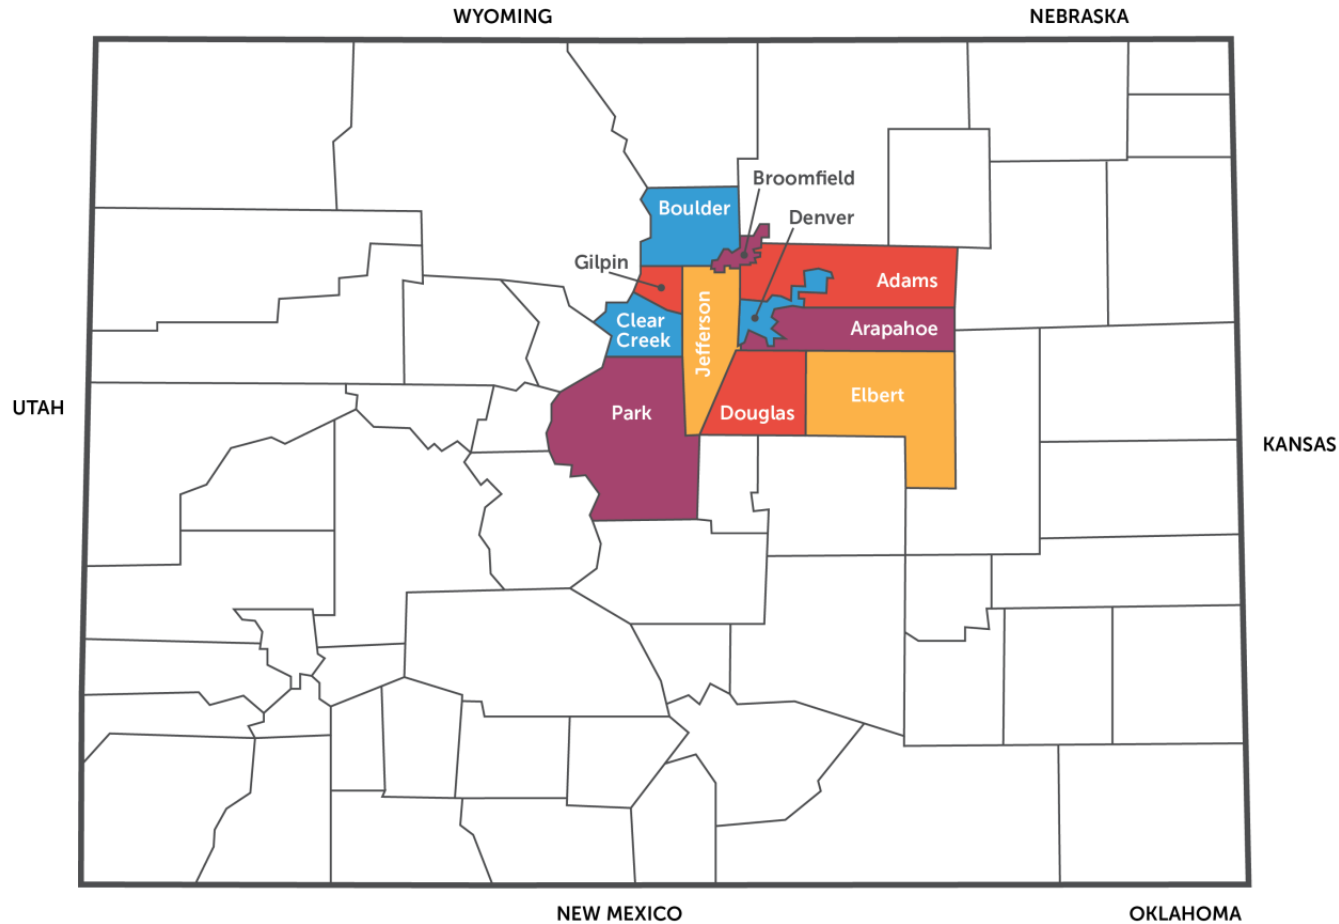 WYOMING
NEBRASKA
Broomfield
Boulder
Denver
Gilpin
Adams
Clear
Creek
Jefferson
Arapahoe
Elbert
UTAH
Park
Douglas
KANSAS
NEW MEXICO
OKLAHOMA